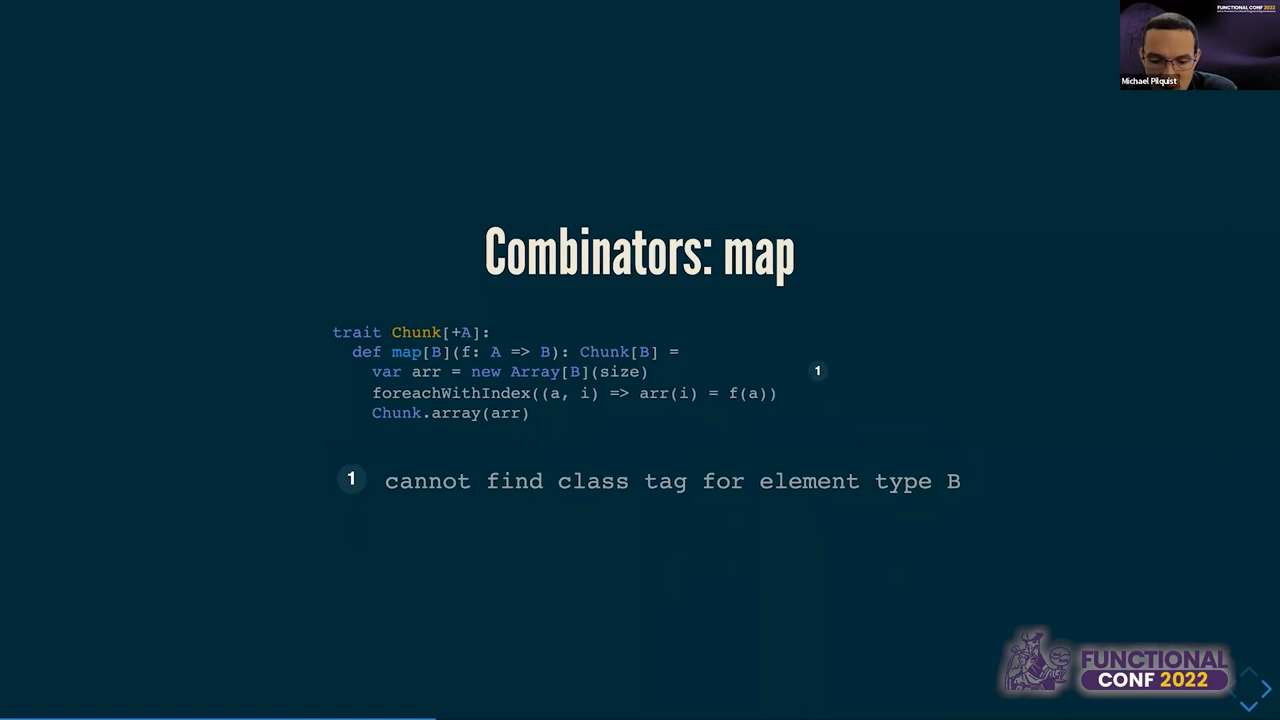 FUNCTIONAL CONF 2022
Michael Pilquist
Combinators: map
trait Chunk[+A]:
  def map[B](f: A => B): Chunk[B] =
    var arr = new Array[B](size)
1
    foreachWithIndex((a, i) => arr(i) = f(a))
    Chunk.array(arr)
1 cannot find class tag for element type B
FUNCTIONAL
CONF 2022